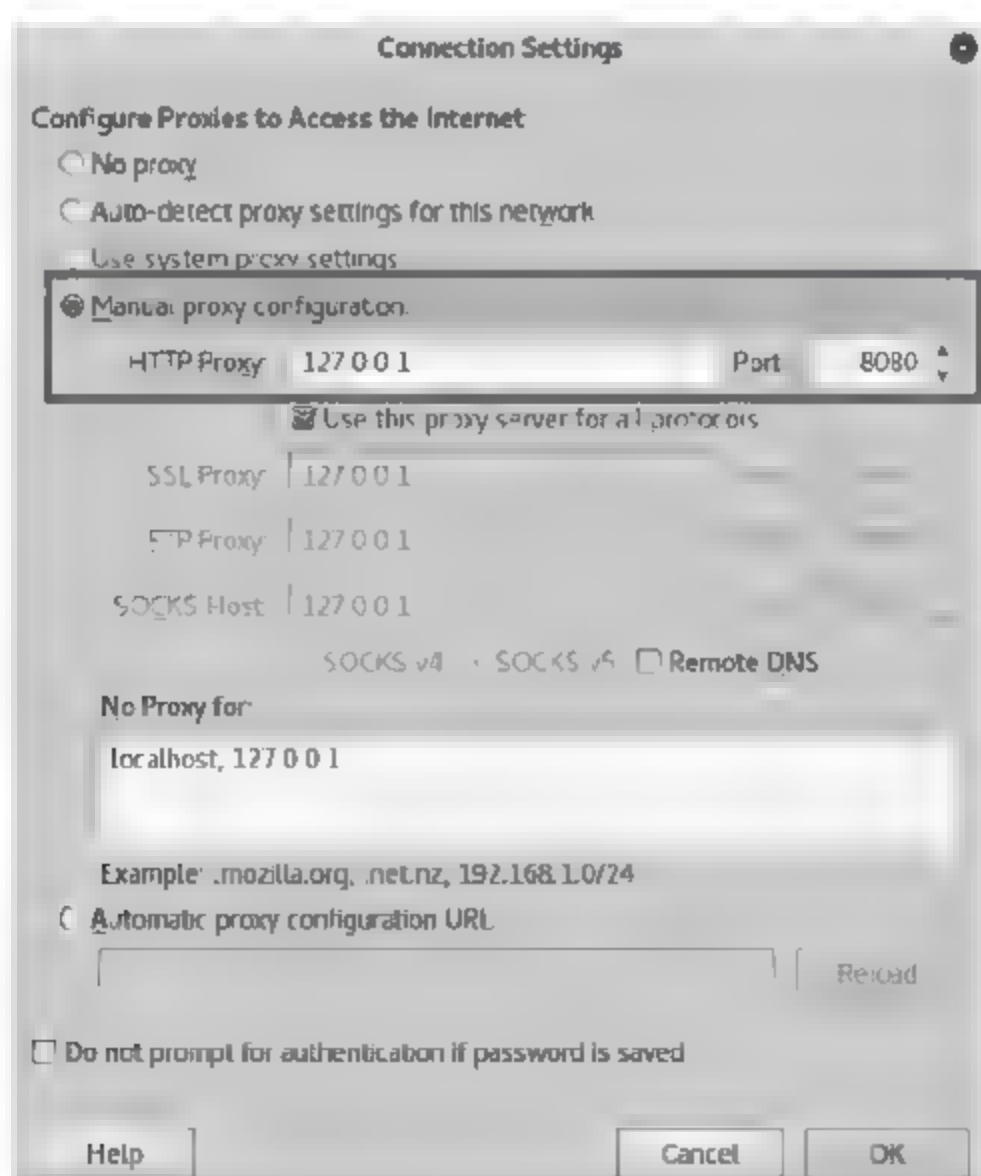 Connection Settings
Configure Proxies to Access the Internet
No proxy
Auto-detect proxy settings for this network
Use system proxy settings
Manual proxy configuration:
HTTP Proxy 127.0.0.1 Port 8080
Use this proxy server for all protocols
SSL Proxy 127.0.0.1
FTP Proxy 127.0.0.1
SOCKS Host 127.0.0.1
SOCKS v4 SOCKS v5 Remote DNS
No Proxy for:
localhost, 127.0.0.1
Example: .mozilla.org, .net.nz, 192.168.1.0/24
Automatic proxy configuration URL
Reload
Do not prompt for authentication if password is saved
Help Cancel OK